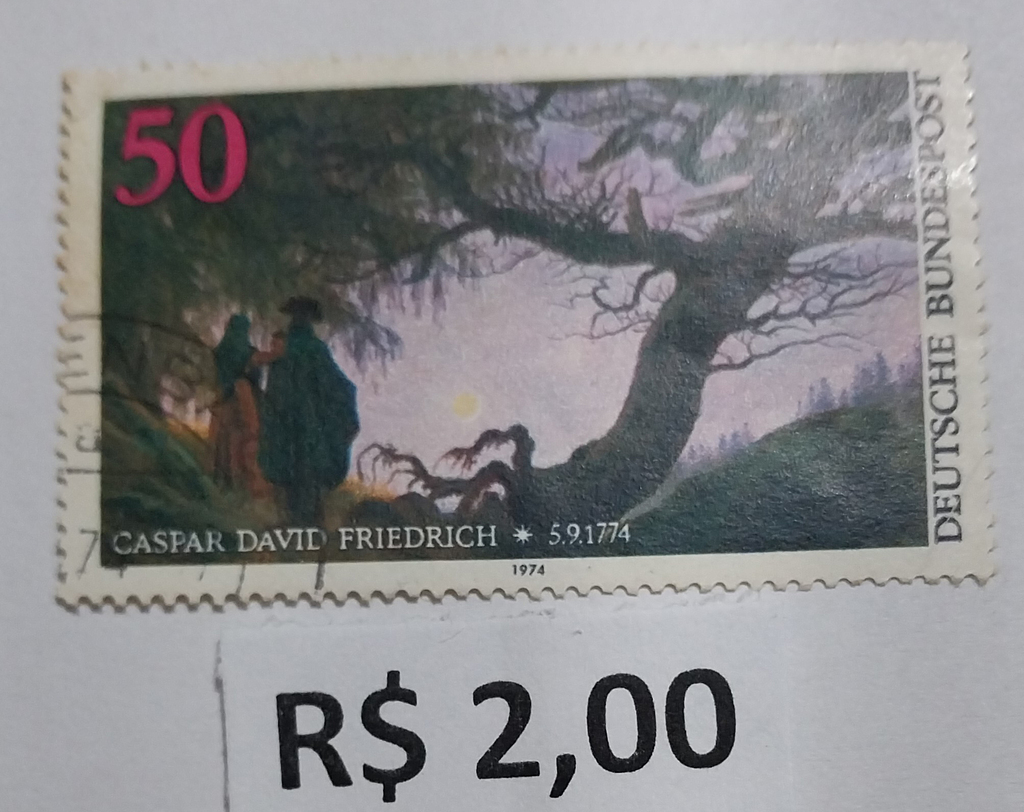 50
DEUTSCHE BUNDESPOST
CASPAR DAVID FRIEDRICH * 5.9.1774
1974
R$ 2,00